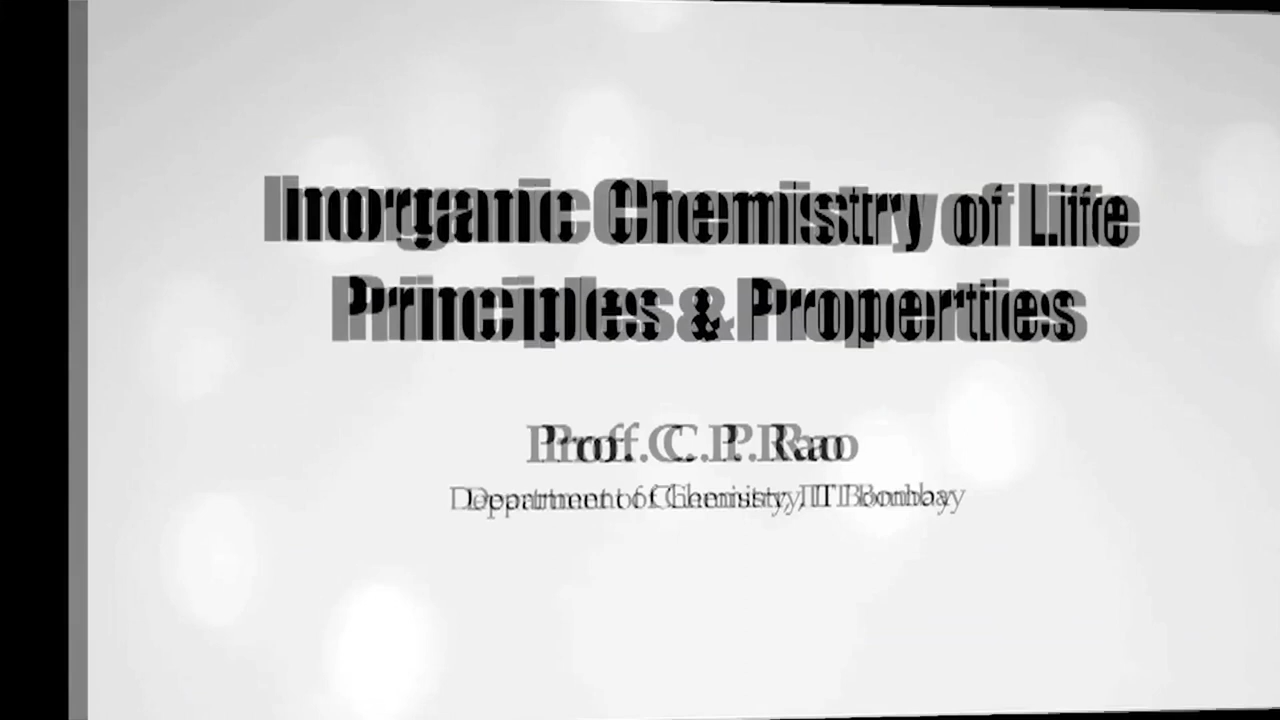 Inorganic Chemistry of Life
Principles & Properties
Prof. C. P. Rao
Department of Chemistry, IIT Bombay